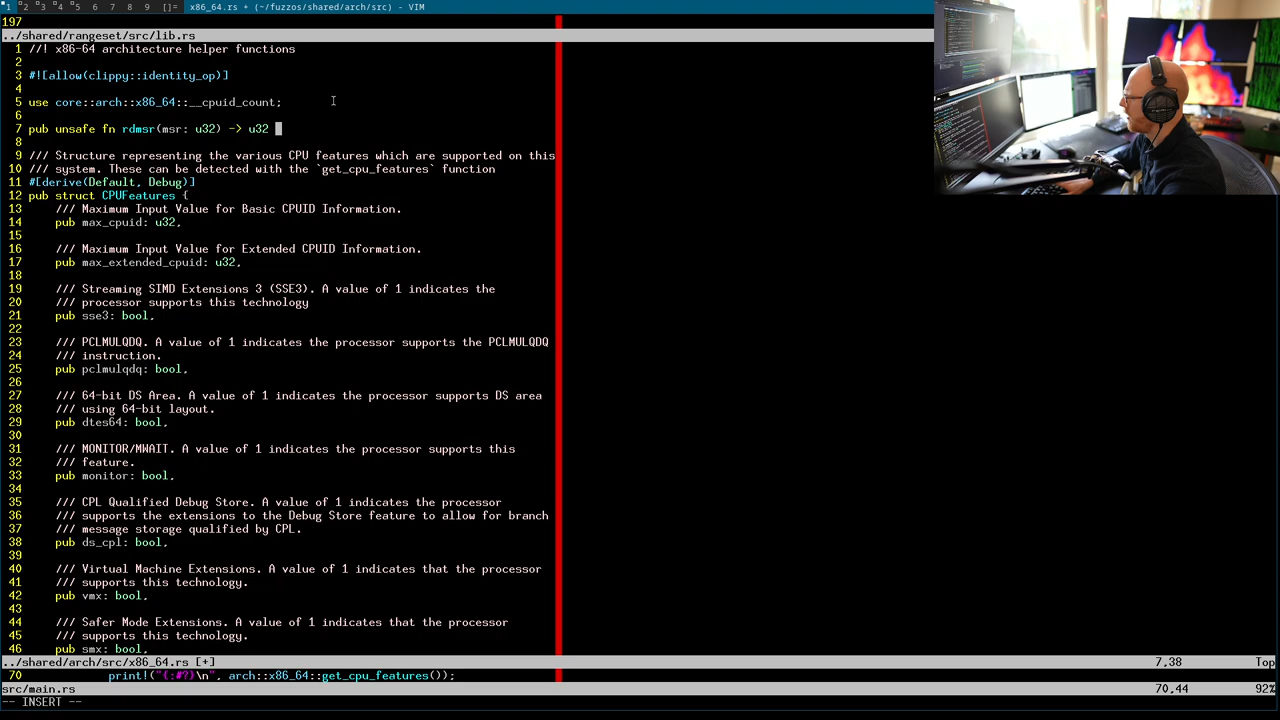 1 2 3 4 5 6 7 8 9 []= x86_64.rs + (~/fuzzos/shared/arch/src) - VIM
197
../shared/rangeset/src/lib.rs
1 //! x86-64 architecture helper functions
2
3 #![allow(clippy::identity_op)]
4
5 use core::arch::x86_64::__cpuid_count;
6
7 pub unsafe fn rdmsr(msr: u32) -> u32
8
9 /// Structure representing the various CPU features which are supported on this
10 /// system. These can be detected with the `get_cpu_features` function
11 #[derive(Default, Debug)]
12 pub struct CPUFeatures {
13     /// Maximum Input Value for Basic CPUID Information.
14     pub max_cpuid: u32,
15
16     /// Maximum Input Value for Extended CPUID Information.
17     pub max_extended_cpuid: u32,
18
19     /// Streaming SIMD Extensions 3 (SSE3). A value of 1 indicates the
20     /// processor supports this technology
21     pub sse3: bool,
22
23     /// PCLMULQDQ. A value of 1 indicates the processor supports the PCLMULQDQ
24     /// instruction.
25     pub pclmulqdq: bool,
26
27     /// 64-bit DS Area. A value of 1 indicates the processor supports DS area
28     /// using 64-bit layout.
29     pub dtes64: bool,
30
31     /// MONITOR/MWAIT. A value of 1 indicates the processor supports this
32     /// feature.
33     pub monitor: bool,
34
35     /// CPL Qualified Debug Store. A value of 1 indicates the processor
36     /// supports the extensions to the Debug Store feature to allow for branch
37     /// message storage qualified by CPL.
38     pub ds_cpl: bool,
39
40     /// Virtual Machine Extensions. A value of 1 indicates that the processor
41     /// supports this technology.
42     pub vmx: bool,
43
44     /// Safer Mode Extensions. A value of 1 indicates that the processor
45     /// supports this technology.
46     pub smx: bool,
../shared/arch/src/x86_64.rs [+] 7,38 Top
70             print!("{:#?}\n", arch::x86_64::get_cpu_features());
src/main.rs 70,44 92%
-- INSERT --